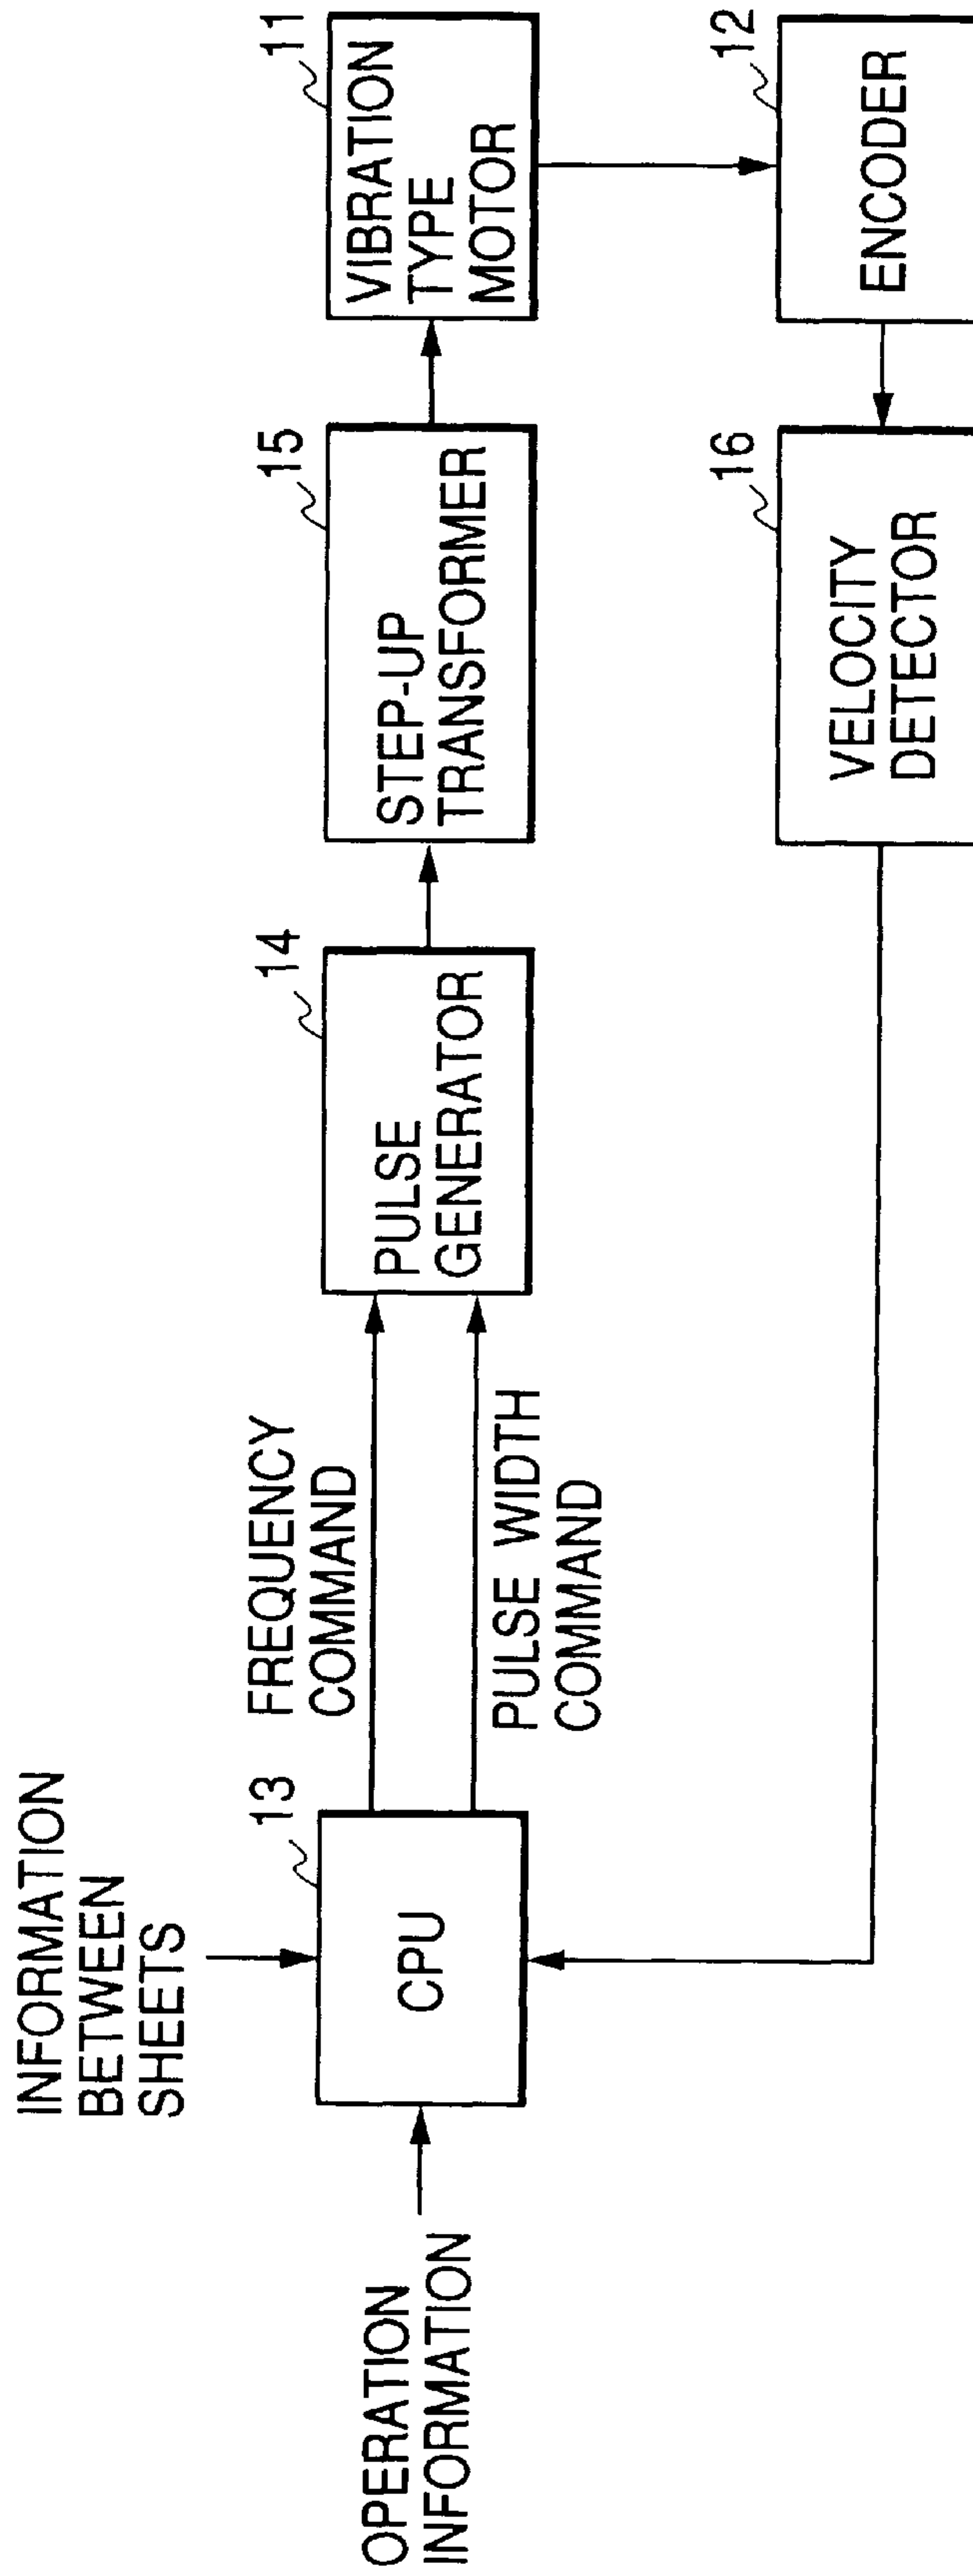 INFORMATION
BETWEEN
SHEETS
OPERATION
INFORMATION
13
CPU
FREQUENCY
COMMAND
PULSE WIDTH
COMMAND
14
PULSE
GENERATOR
15
STEP-UP
TRANSFORMER
11
VIBRATION
TYPE
MOTOR
16
VELOCITY
DETECTOR
12
ENCODER